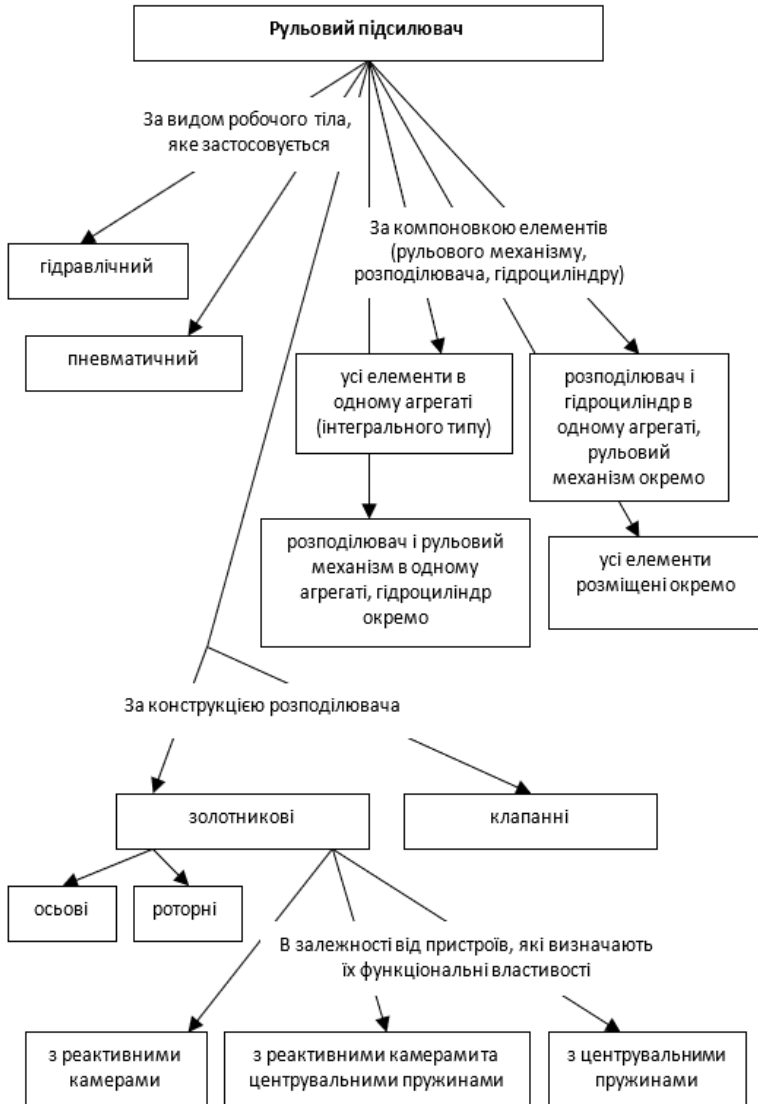 Рульовий підсилювач
За видом робочого тіла,
яке застосовується
гідравлічний
пневматичний
За компоновкою елементів
(рульового механізму,
розподілювача, гідроциліндру)
усі елементи в
одному агрегаті
(інтегрального типу)
розподілювач і
гідроциліндр в
одному агрегаті,
рульовий
механізм окремо
розподілювач і рульовий
механізм в одному
агрегаті, гідроциліндр
окремо
усі елементи
розміщені окремо
За конструкцією розподілювача
золотникові
клапанні
осьові
роторні
В залежності від пристроїв, які визначають
їх функціональні властивості
з реактивними
камерами
з реактивними камерами та
центрувальними пружинами
з центрувальними
пружинами